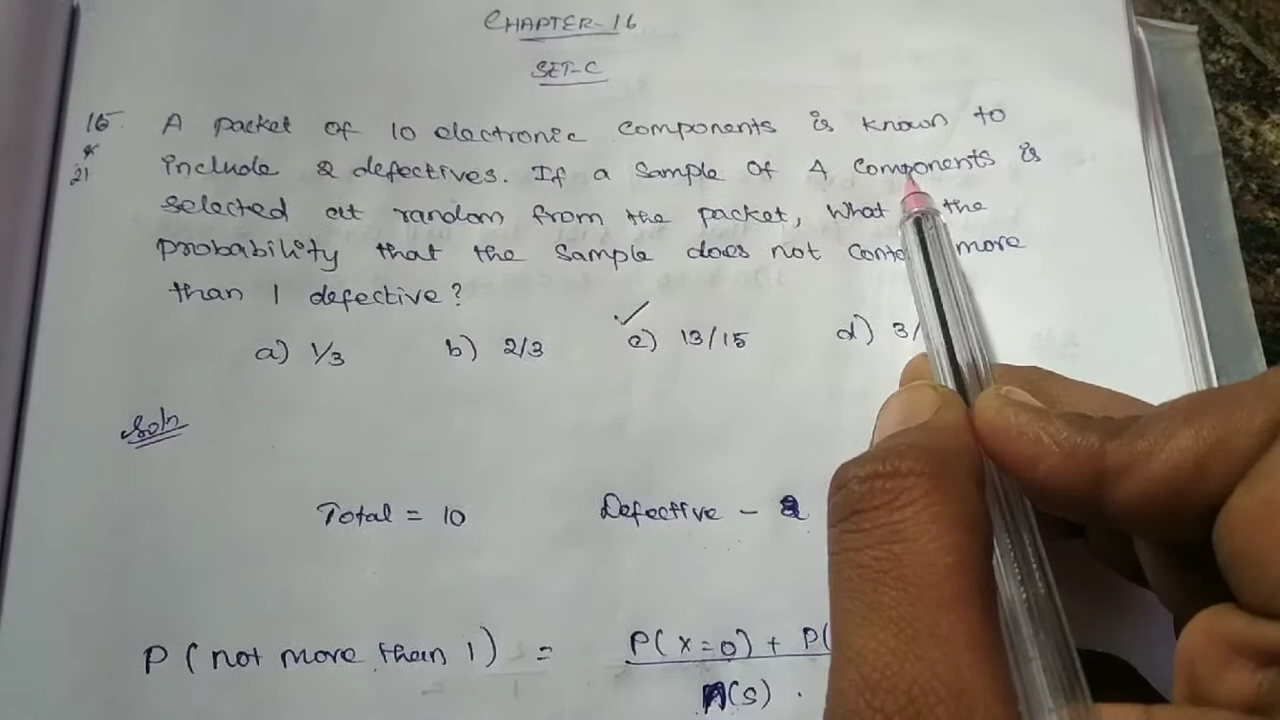 CHAPTER-16
SET-C
A packet of 10 electronic components is known to
include 2 defectives. If a sample of 4 components is
selected at random from the packet, what the
probability that the sample does not more
than 1 defective?
a) 1/3 b) 2/3 c) 13/15 d) 3/
Soln
Total = 10 Defective - 2
P (not more than 1) = P(x=0) + P(
n(s).